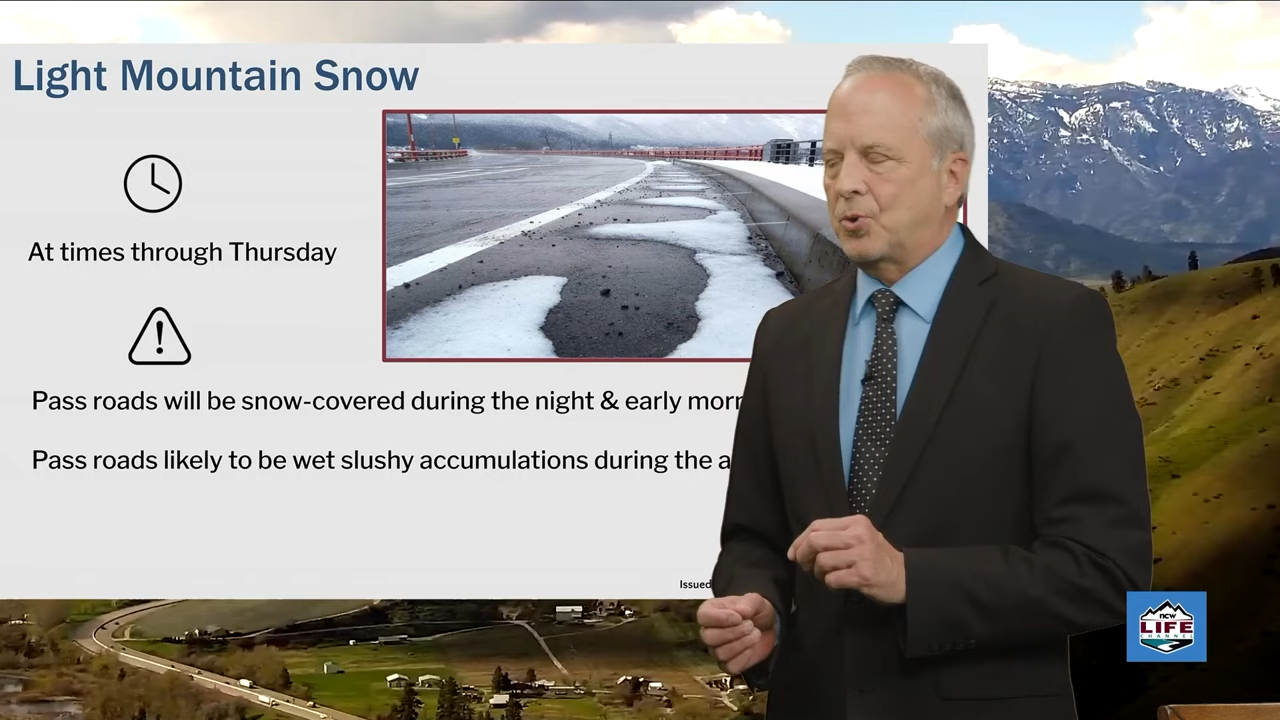 Light Mountain Snow
At times through Thursday
Pass roads will be snow-covered during the night & early
Pass roads likely to be wet slushy accumulations during the
Issued
ncw
LIFE
CHANNEL